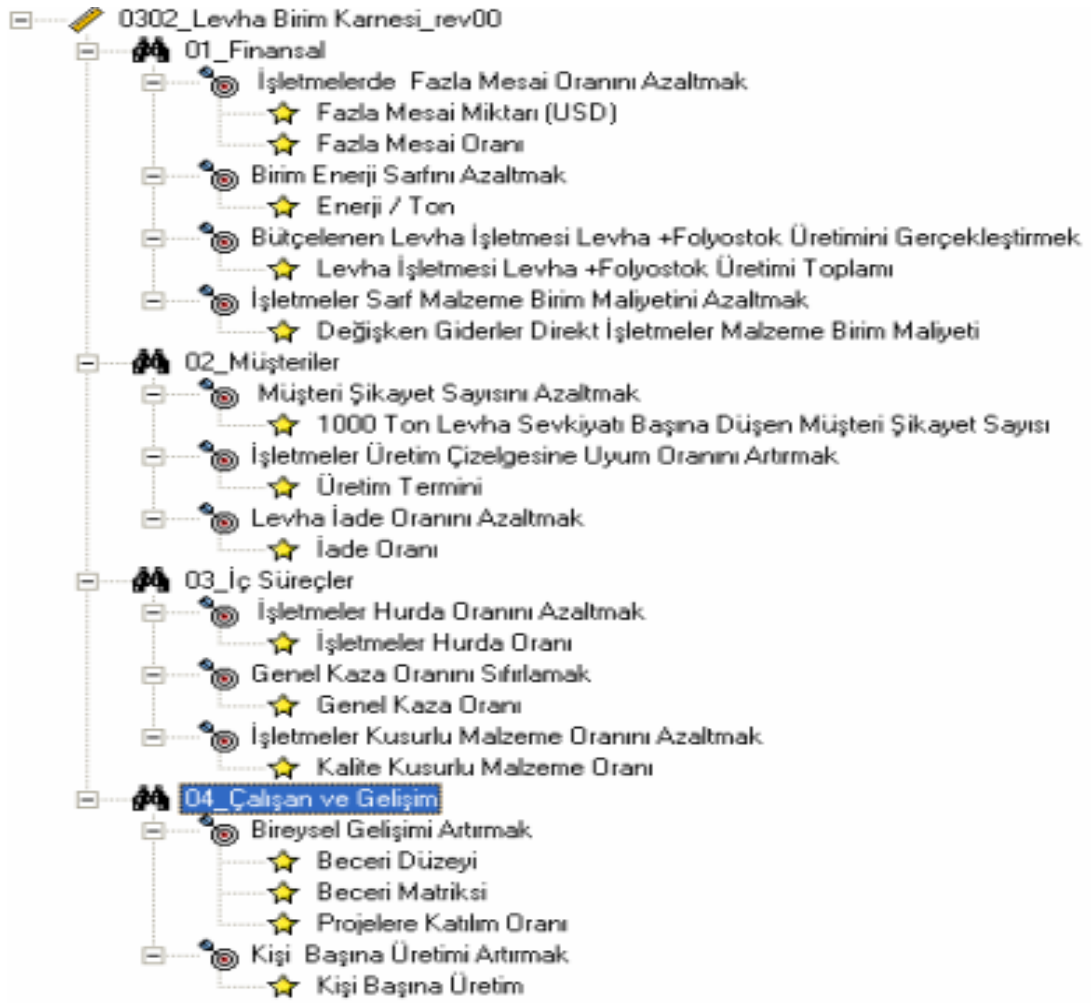 0302_Levha Birim Karnesi_rev00
01_Finansal
İşletmelerde Fazla Mesai Oranını Azaltmak
Fazla Mesai Miktarı (USD)
Fazla Mesai Oranı
Birim Enerji Sarfını Azaltmak
Enerji / Ton
Bütçelenen Levha İşletmesi Levha +Folyostok Üretimini Gerçekleştirmek
Levha İşletmesi Levha +Folyostok Üretimi Toplamı
İşletmeler Sarf Malzeme Birim Maliyetini Azaltmak
Değişken Giderler Direkt İşletmeler Malzeme Birim Maliyeti
02_Müşteriler
Müşteri Şikayet Sayısını Azaltmak
1000 Ton Levha Sevkiyatı Başına Düşen Müşteri Şikayet Sayısı
İşletmeler Üretim Çizelgesine Uyum Oranını Artırmak
Üretim Termini
Levha İade Oranını Azaltmak
İade Oranı
03_İç Süreçler
İşletmeler Hurda Oranını Azaltmak
İşletmeler Hurda Oranı
Genel Kaza Oranını Sıfırlamak
Genel Kaza Oranı
İşletmeler Kusurlu Malzeme Oranını Azaltmak
Kalite Kusurlu Malzeme Oranı
04_Çalışan ve Gelişim
Bireysel Gelişimi Artırmak
Beceri Düzeyi
Beceri Matriksi
Projelere Katılım Oranı
Kişi Başına Üretimi Artırmak
Kişi Başına Üretim